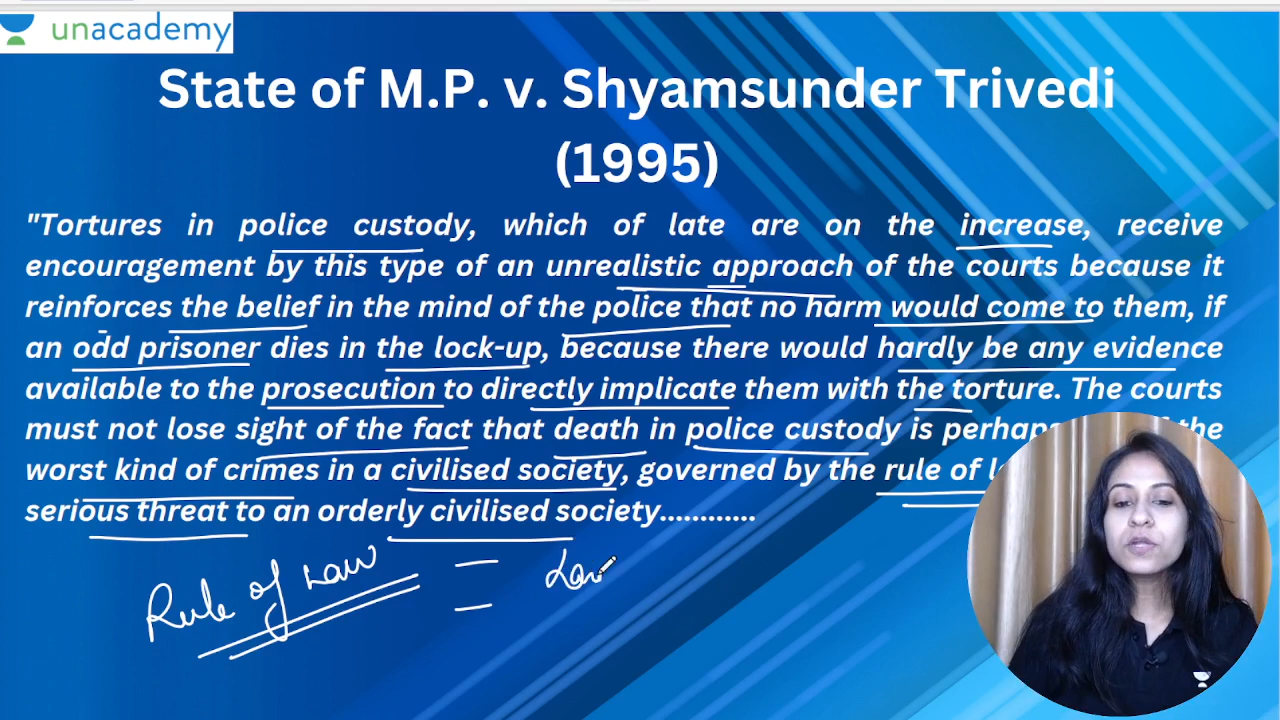 unacademy
State of M.P. v. Shyamsunder Trivedi
(1995)
"Tortures in police custody, which of late are on the increase, receive
encouragement by this type of an unrealistic approach of the courts because it
reinforces the belief in the mind of the police that no harm would come to them, if
an odd prisoner dies in the lock-up, because there would hardly be any evidence
available to the prosecution to directly implicate them with the torture. The courts
must not lose sight of the fact that death in police custody is perhaps the
worst kind of crimes in a civilised society, governed by the rule of
serious threat to an orderly civilised society............
Rule of Law = Law